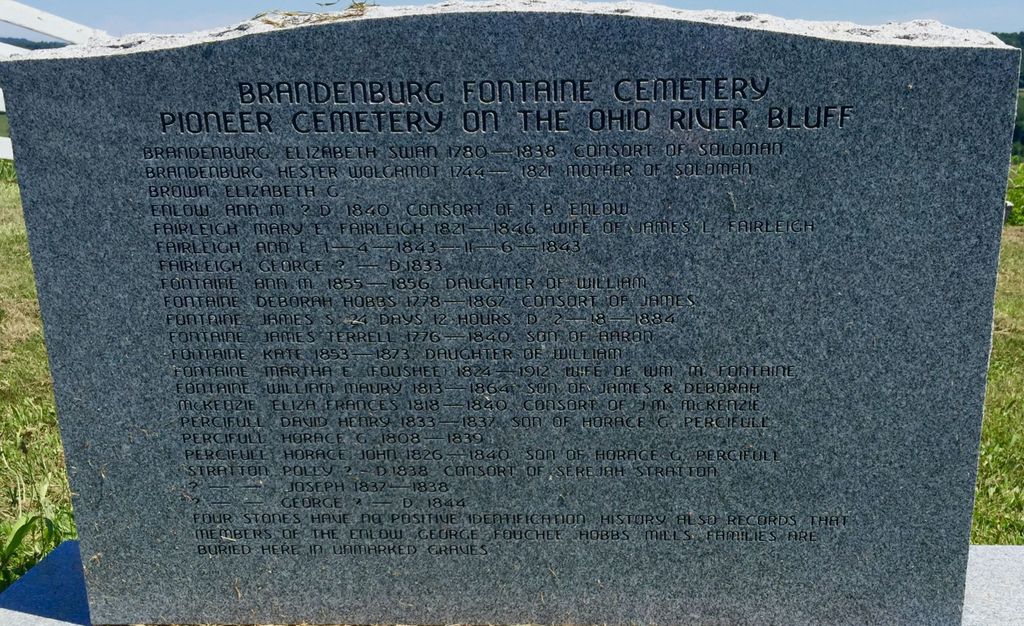 BRANDENBURG FONTAINE CEMETERY
PIONEER CEMETERY ON THE OHIO RIVER BLUFF
BRANDENBURG, ELIZABETH SWAN 1780 — 1838, CONSORT OF SOLOMAN
BRANDENBURG, HESTER WOLGAMOT 1744 — 1821, MOTHER OF SOLOMAN
BROWN, ELIZABETH G.
ENLOW, ANN M. ? D. 1840, CONSORT OF T.B. ENLOW
FAIRLEIGH, MARY E. FAIRLEIGH 1821 — 1846, WIFE OF JAMES L. FAIRLEIGH
FAIRLEIGH, ANN E. 1 — 4 — 1843 — 11 — 6 — 1843
FAIRLEIGH, GEORGE ? — D.1833
FONTAINE, ANN M. 1855 — 1856, DAUGHTER OF WILLIAM
FONTAINE, DEBORAH HOBBS 1778 — 1867, CONSORT OF JAMES
FONTAINE, JAMES S. 24 DAYS 12 HOURS, D. 2 — 18 — 1884
FONTAINE, JAMES TERRELL 1776 — 1840, SON OF AARON
FONTAINE, KATE 1853 — 1873, DAUGHTER OF WILLIAM
FONTAINE, MARTHA E. (FOUSHEE) 1824 — 1912, WIFE OF WM. M. FONTAINE
FONTAINE, WILLIAM MAURY 1813 — 1864, SON OF JAMES & DEBORAH
MCKENZIE, ELIZA FRANCES 1818 — 1840, CONSORT OF J.M. MCKENZIE
PERCIFULL, DAVID HENRY 1833 — 1837, SON OF HORACE G. PERCIFULL
PERCIFULL, HORACE G. 1808 — 1839
PERCIFULL, HORACE JOHN 1826 — 1840, SON OF HORACE G. PERCIFULL
STRATTON, POLLY ? - D.1838, CONSORT OF SEREJAH STRATTON
? — — JOSEPH 1837 — 1838
? — — GEORGE ? — D. 1844
FOUR STONES HAVE NO POSITIVE IDENTIFICATION, HISTORY ALSO RECORDS THAT
MEMBERS OF THE ENLOW, GEORGE, FOUCHEE, HOBBS, MILLS, FAMILIES ARE
BURIED HERE IN UNMARKED GRAVES